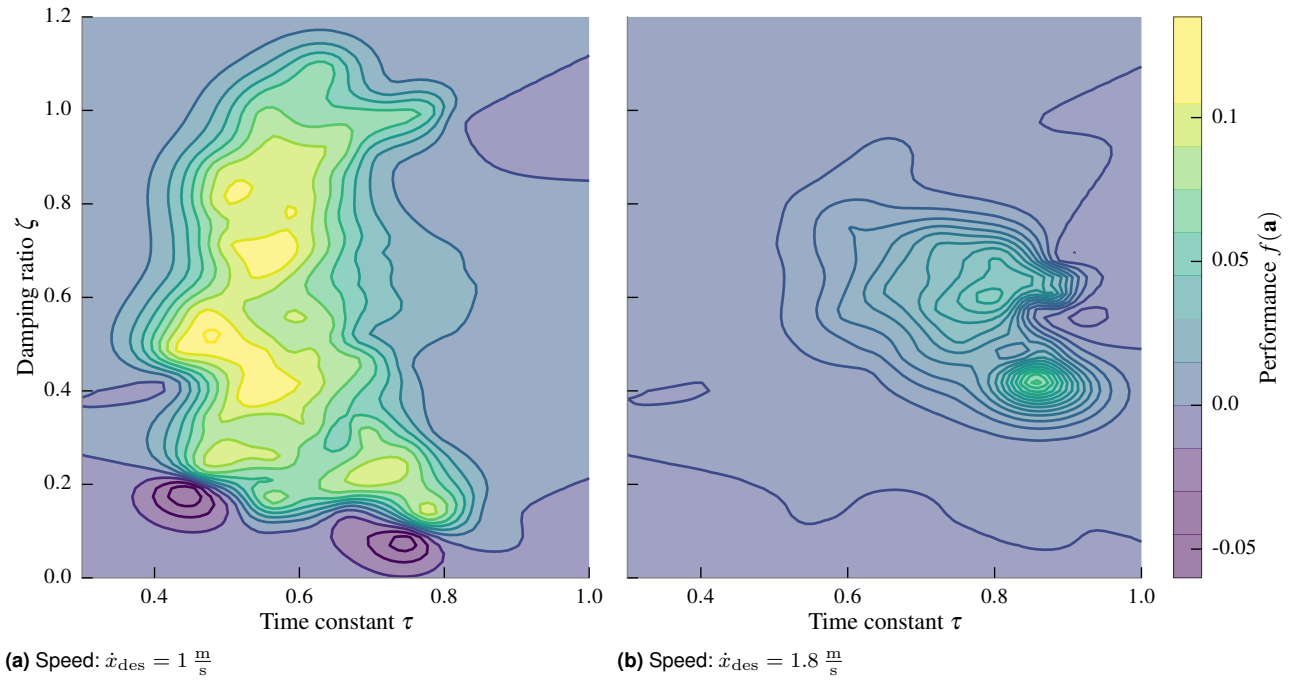 1.2
1.0
0.8
0.6
0.4
0.2
0.0
Damping ratio ζ
0.4 0.6 0.8 1.0
Time constant τ
0.4 0.6 0.8 1.0
Time constant τ
0.1
0.05
0.0
-0.05
Performance f(a)
(a) Speed: ẋdes = 1 m/s
(b) Speed: ẋdes = 1.8 m/s